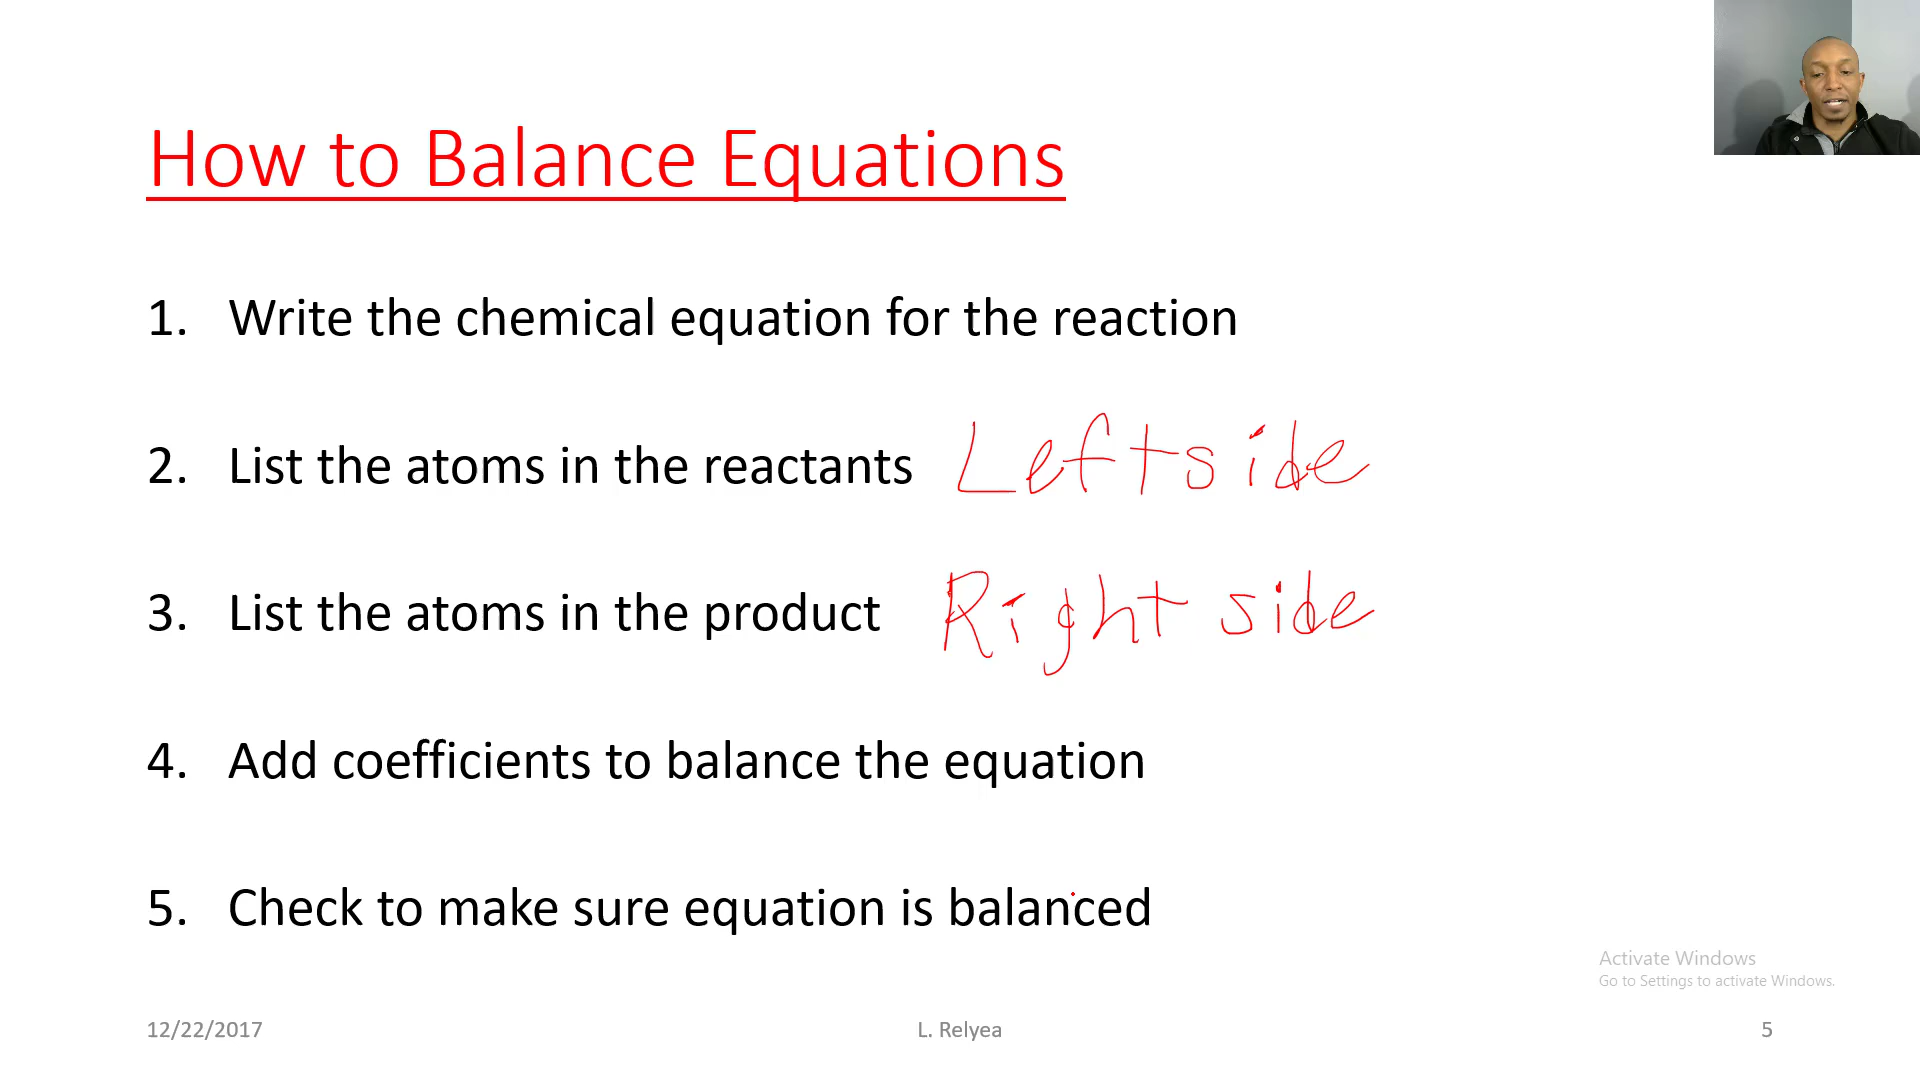 How to Balance Equations
1. Write the chemical equation for the reaction
2. List the atoms in the reactants Left side
3. List the atoms in the product Right side
4. Add coefficients to balance the equation
5. Check to make sure equation is balanced
Activate Windows
Go to Settings to activate Windows.
12/22/2017 L. Relyea 5